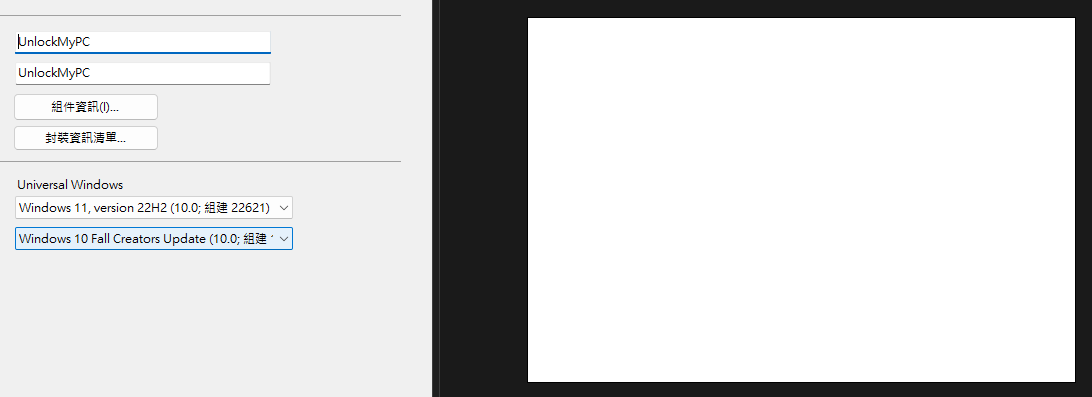 UnlockMyPC
UnlockMyPC
組件資訊(I)...
封裝資訊清單...
Universal Windows
Windows 11, version 22H2 (10.0; 組建 22621)
Windows 10 Fall Creators Update (10.0; 組建